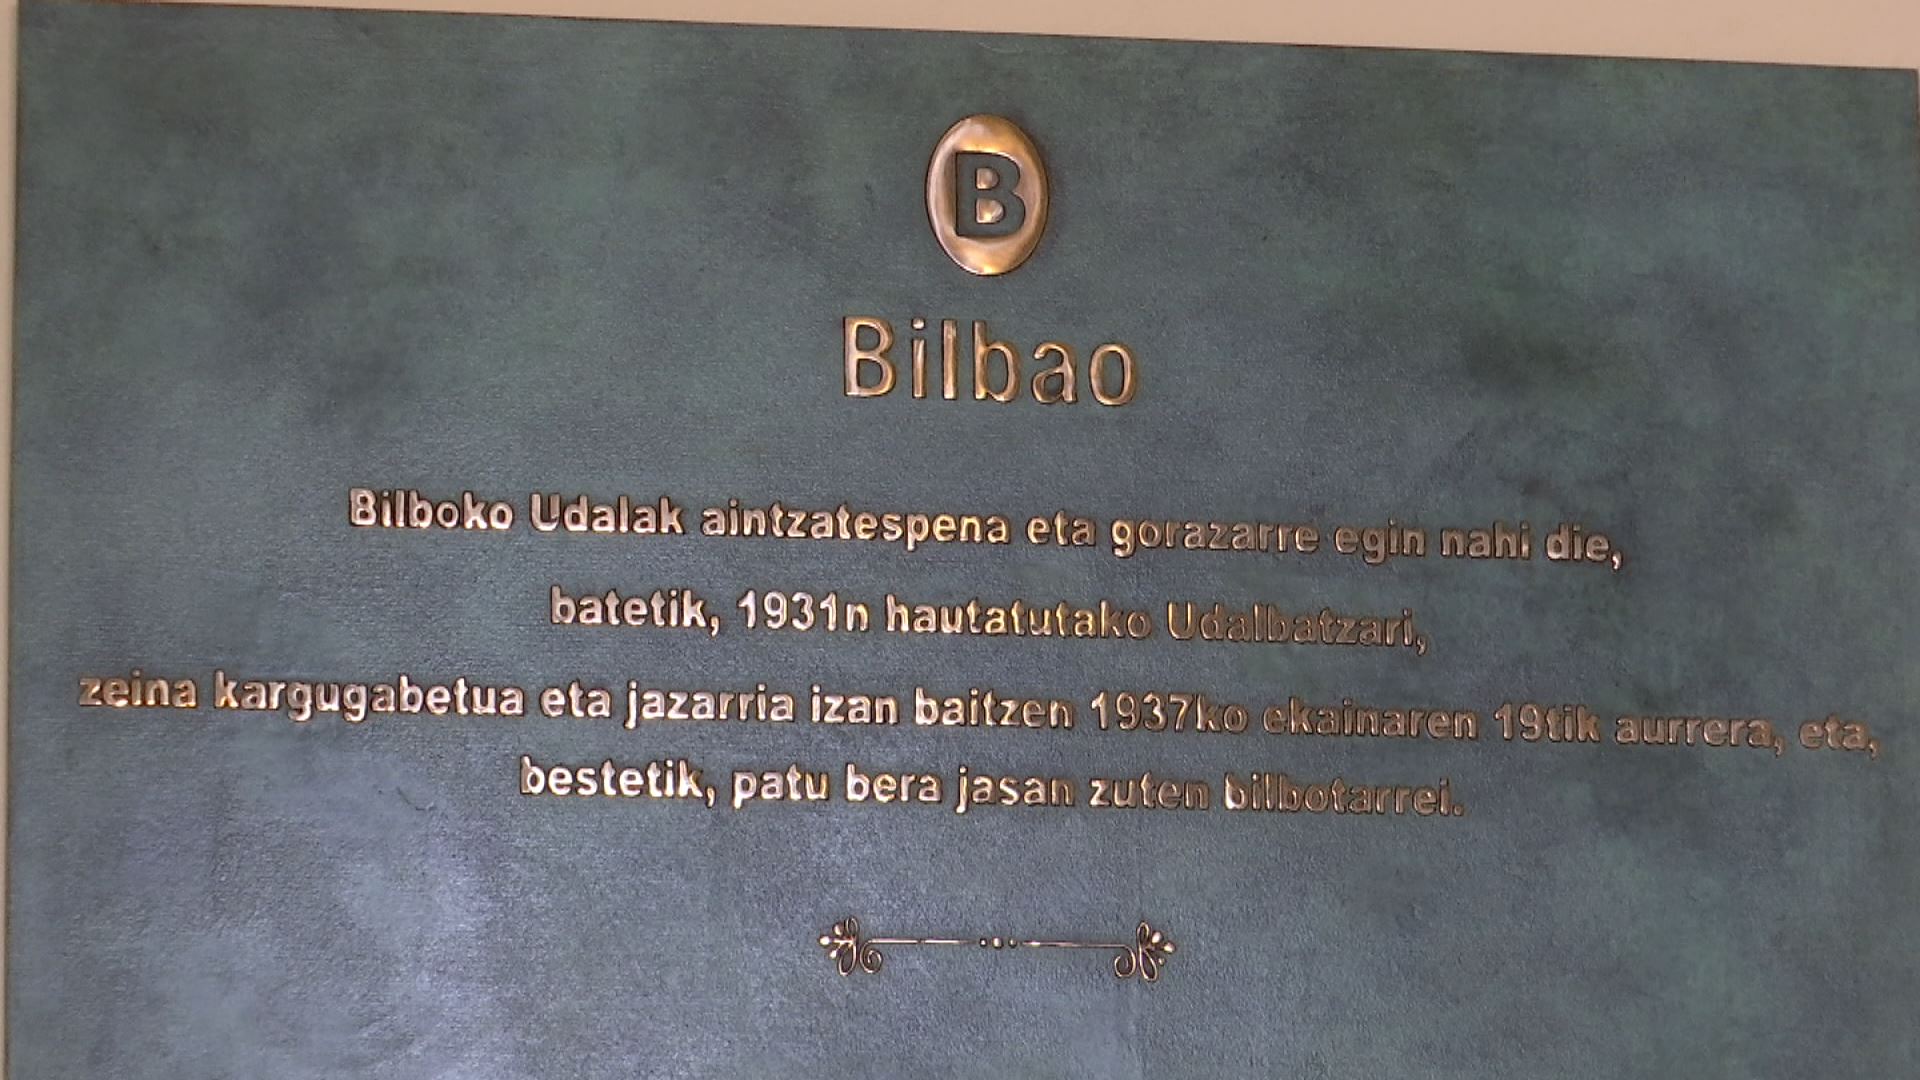 B
Bilbao
Bilboko Udalak aintzatespena eta gorazarre egin nahi die,
batetik, 1931n hautatutako Udalbatzari,
zeina kargugabetua eta jazarria izan baitzen 1937ko ekainaren 19tik aurrera, eta,
bestetik, patu bera jasan zuten bilbotarrei.